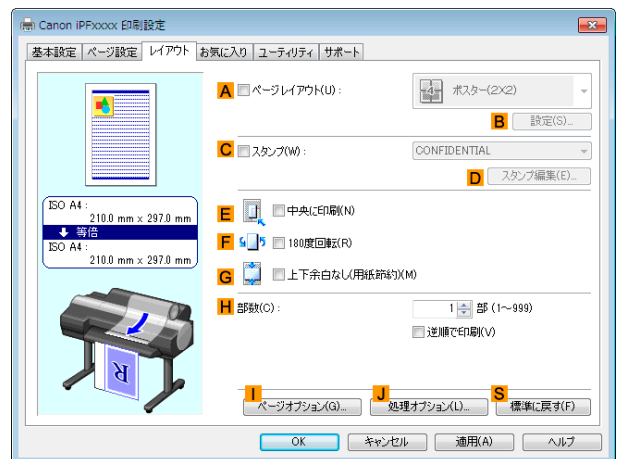 Canon iPFxxxx 印刷設定
基本設定 ページ設定 レイアウト お気に入り ユーティリティ サポート
A ページレイアウト(U) : 4 ポスター(2×2)
B 設定(S)...
C スタンプ(W) : CONFIDENTIAL
D スタンプ編集(E)...
ISO A4 :
210.0 mm x 297.0 mm
等倍
ISO A4 :
210.0 mm x 297.0 mm
E 中央に印刷(N)
F 180度回転(R)
G 上下余白なし(用紙節約)(M)
H 部数(C) : 1 部 (1～999)
逆順で印刷(V)
R
I ページオプション(G)... J 処理オプション(L)... S 標準に戻す(F)
OK キャンセル 適用(A) ヘルプ